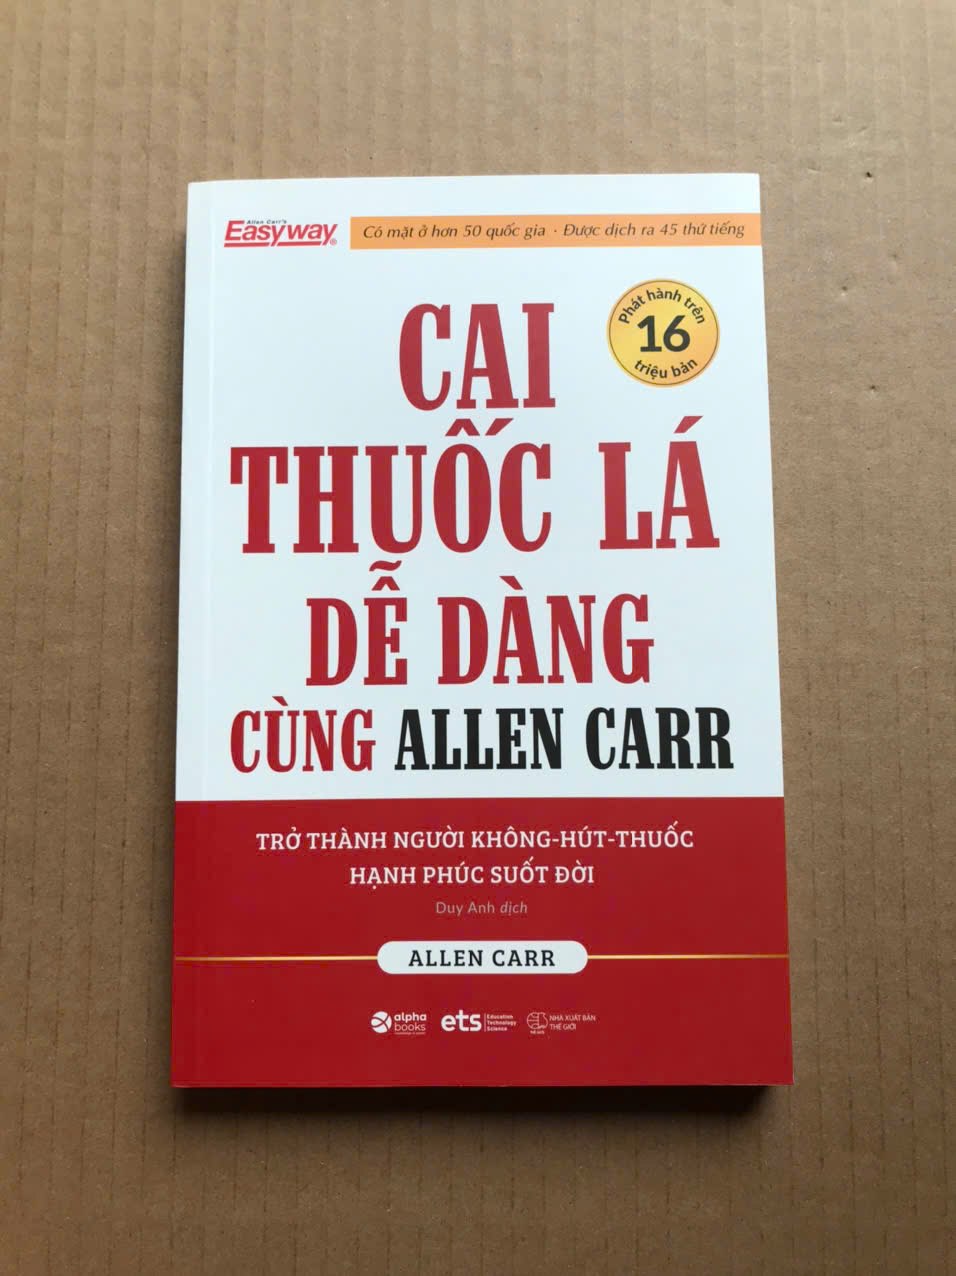 Allen Carr's
Easyway®
Có mặt ở hơn 50 quốc gia · Được dịch ra 45 thứ tiếng
Phát hành trên
16
triệu bản
CAI
THUỐC LÁ
DỄ DÀNG
CÙNG ALLEN CARR
TRỞ THÀNH NGƯỜI KHÔNG-HÚT-THUỐC
HẠNH PHÚC SUỐT ĐỜI
Duy Anh dịch
ALLEN CARR
alpha
books
ets
Education
Technology
Science
NHÀ XUẤT BẢN
THẾ GIỚI